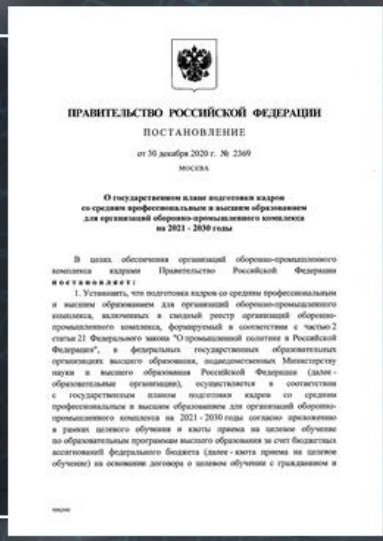 ПРАВИТЕЛЬСТВО РОССИЙСКОЙ ФЕДЕРАЦИИ
ПОСТАНОВЛЕНИЕ
от 30 декабря 2020 г. № 2369
МОСКВА
О государственном плане подготовки кадров
со средним профессиональным и высшим образованием
для организаций оборонно-промышленного комплекса
на 2021 - 2030 годы
В целях обеспечения организаций оборонно-промышленного
комплекса кадрами Правительство Российской Федерации
постановляет:
1. Установить, что подготовка кадров со средним профессиональным
и высшим образованием для организаций оборонно-промышленного
комплекса, включенных в сводный реестр организаций оборонно-
промышленного комплекса, формируемый в соответствии с частью 2
статьи 21 Федерального закона "О промышленной политике в Российской
Федерации", в федеральных государственных образовательных
организациях высшего образования, подведомственных Министерству
науки и высшего образования Российской Федерации (далее -
образовательные организации), осуществляется в соответствии
с государственным планом подготовки кадров со средним
профессиональным и высшим образованием для организаций оборонно-
промышленного комплекса на 2021 - 2030 годы согласно приложению
в рамках целевого обучения и квоты приема на целевое обучение
по образовательным программам высшего образования за счет бюджетных
ассигнований федерального бюджета (далее - квота приема на целевое
обучение) на основании договора о целевом обучении с гражданином и